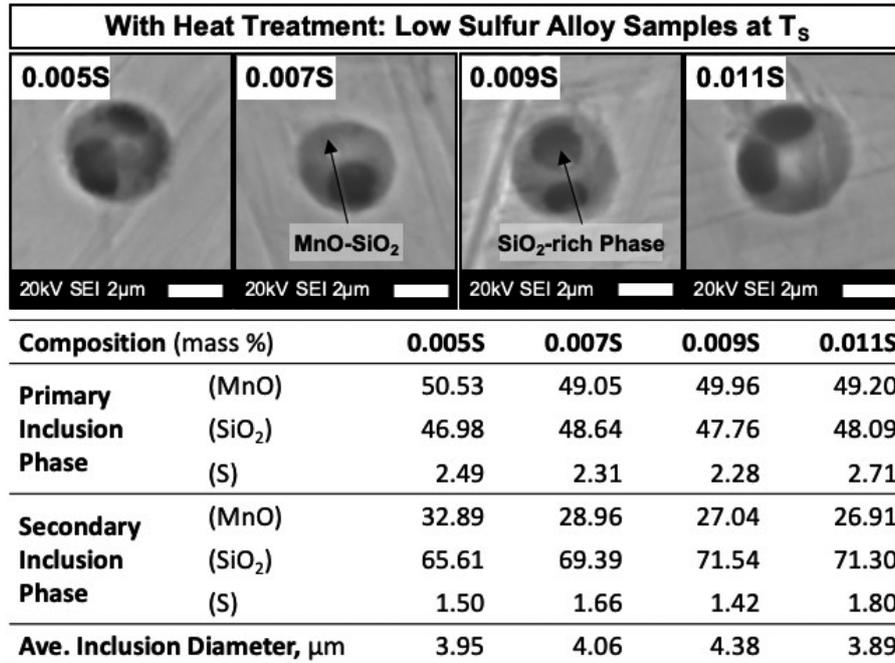 With Heat Treatment: Low Sulfur Alloy Samples at T_S
0.005S 0.007S 0.009S 0.011S
MnO-SiO₂ SiO₂-rich Phase
20kV SEI 2μm 20kV SEI 2μm 20kV SEI 2μm 20kV SEI 2μm
Composition (mass %) 0.005S 0.007S 0.009S 0.011S
Primary Inclusion Phase (MnO) 50.53 49.05 49.96 49.20
(SiO₂) 46.98 48.64 47.76 48.09
(S) 2.49 2.31 2.28 2.71
Secondary Inclusion Phase (MnO) 32.89 28.96 27.04 26.91
(SiO₂) 65.61 69.39 71.54 71.30
(S) 1.50 1.66 1.42 1.80
Ave. Inclusion Diameter, μm 3.95 4.06 4.38 3.89